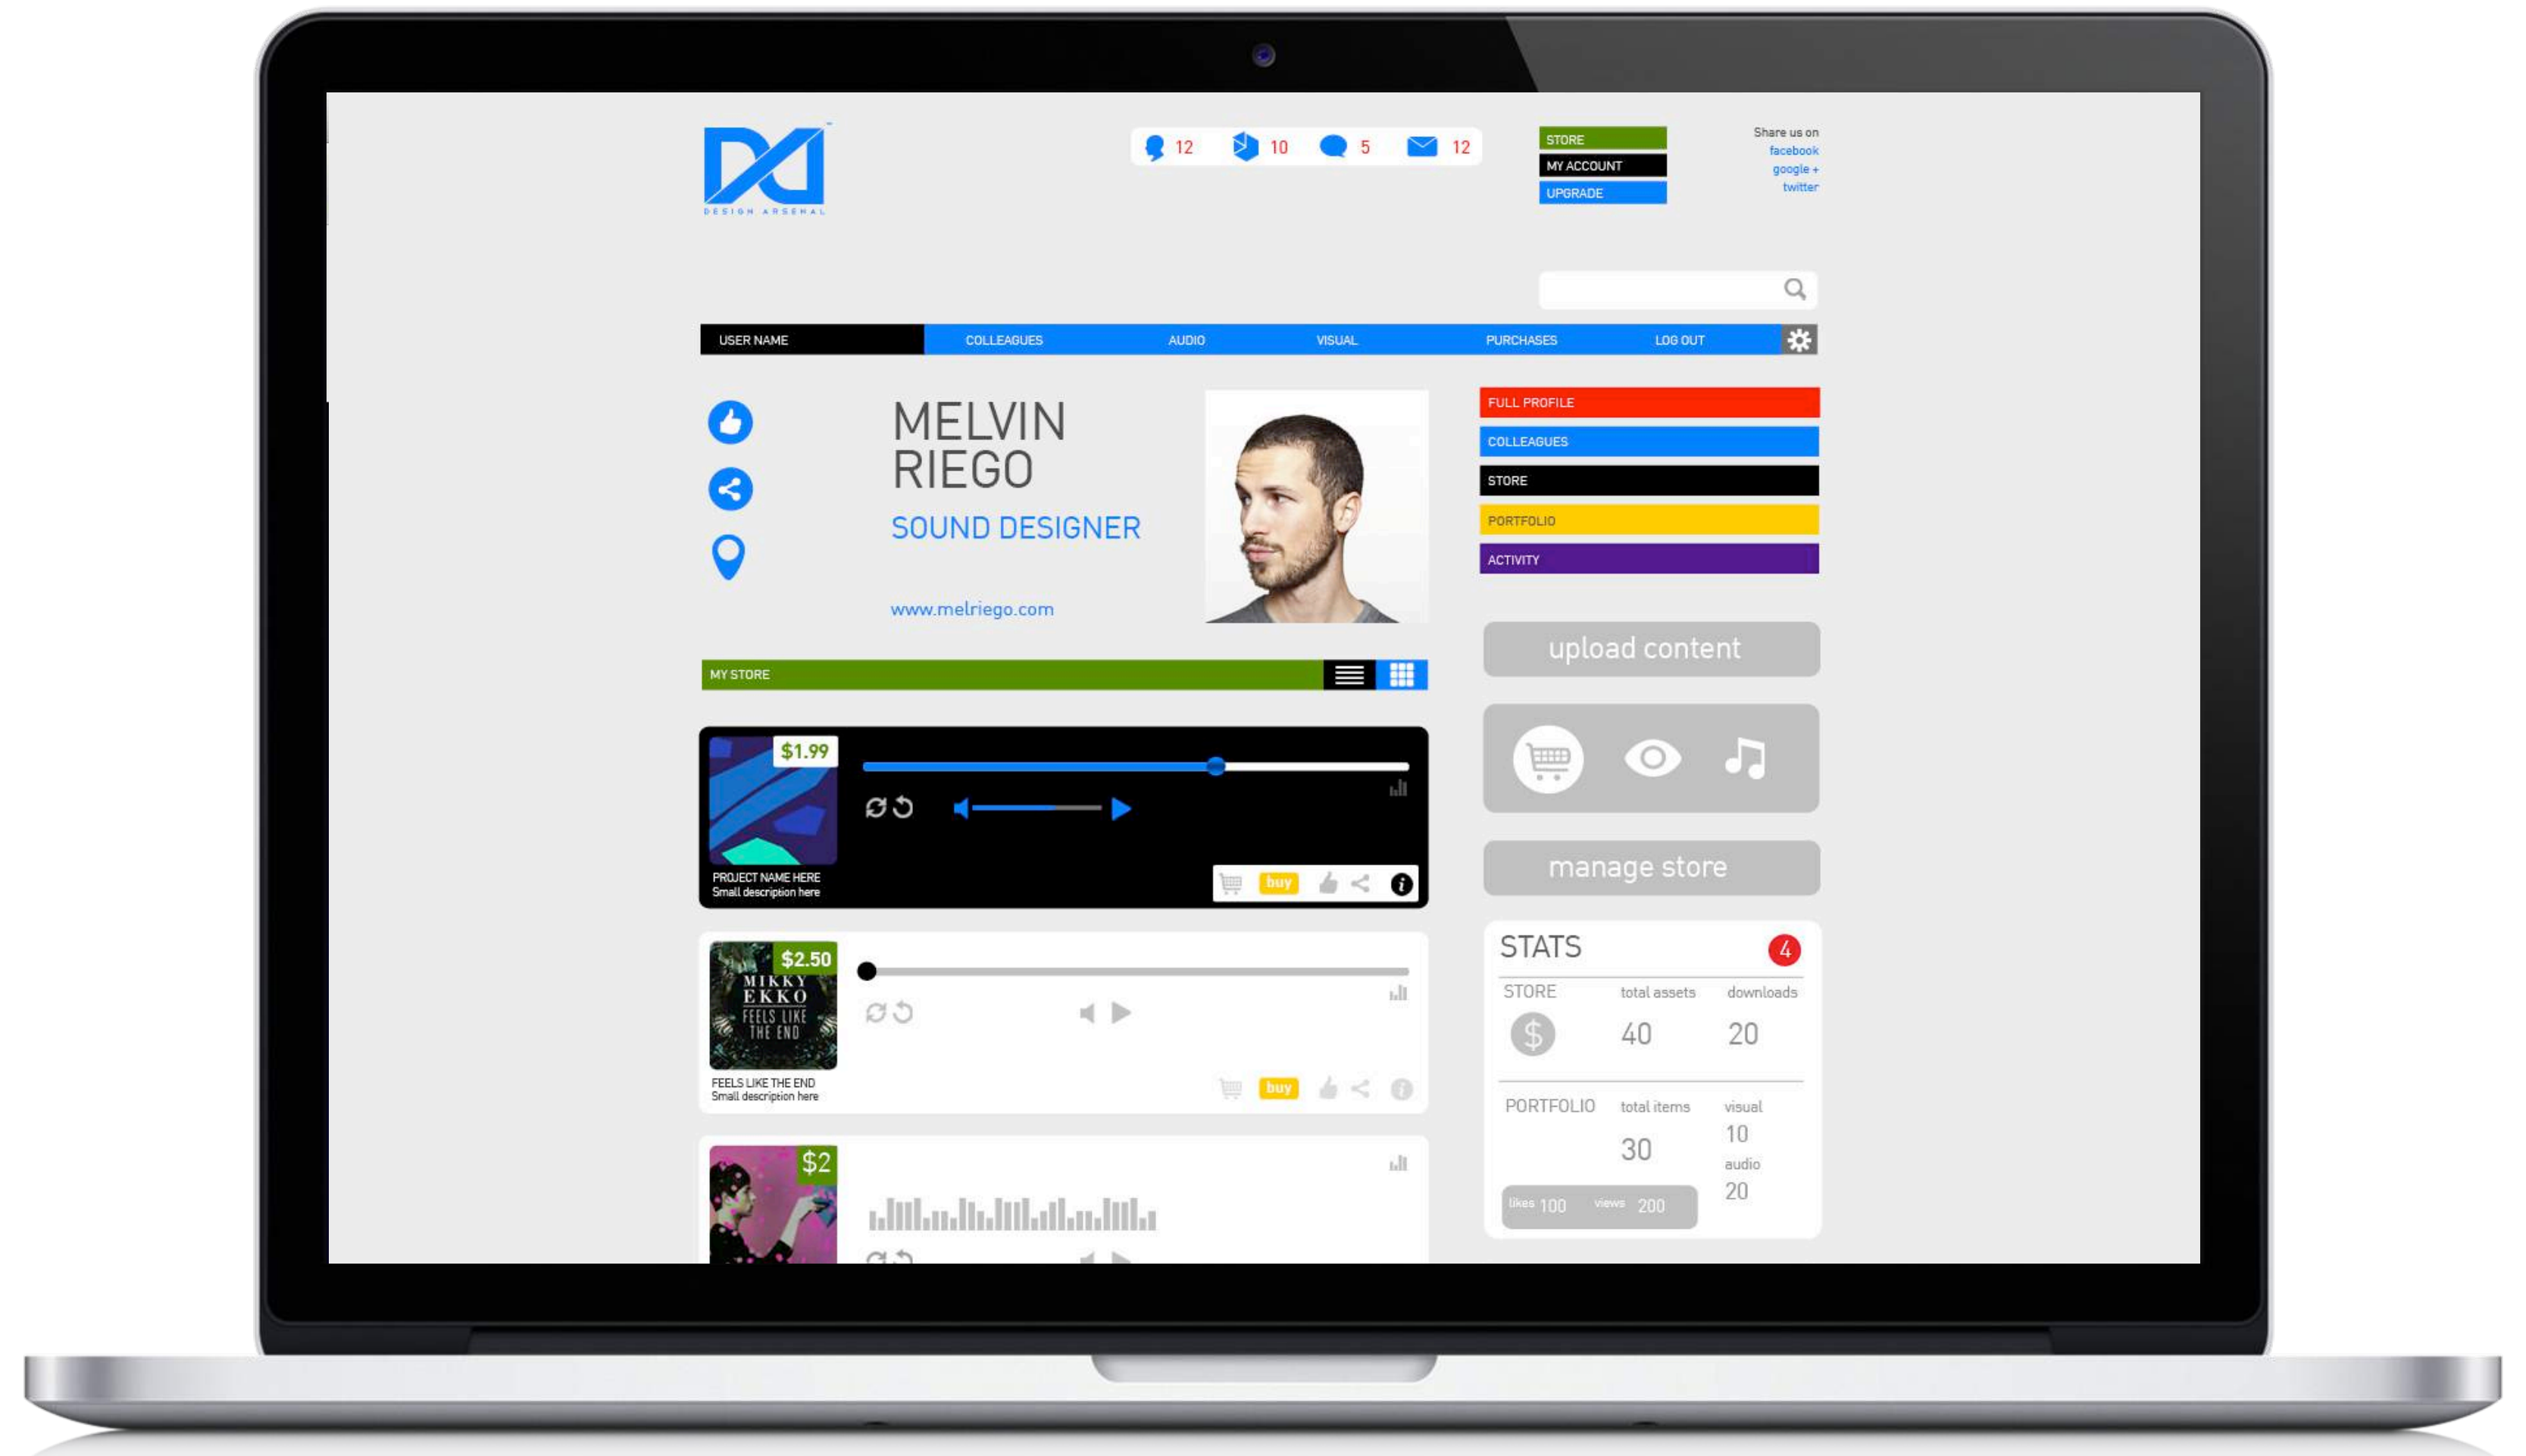 ™
DESIGN ARSENAL
12 10 5 12
STORE
MY ACCOUNT
UPGRADE
Share us on
facebook
google +
twitter
USER NAME COLLEAGUES AUDIO VISUAL PURCHASES LOG OUT
MELVIN
RIEGO
SOUND DESIGNER
www.melriego.com
FULL PROFILE
COLLEAGUES
STORE
PORTFOLIO
ACTIVITY
MY STORE
$1.99
PROJECT NAME HERE
Small description here
buy
i
$2.50
MIKKY
EKKO
FEELS LIKE
THE END
FEELS LIKE THE END
Small description here
buy
i
$2
upload content
manage store
STATS 4
STORE total assets downloads
$ 40 20
PORTFOLIO total items visual
10
30
audio
20
likes 100 views 200